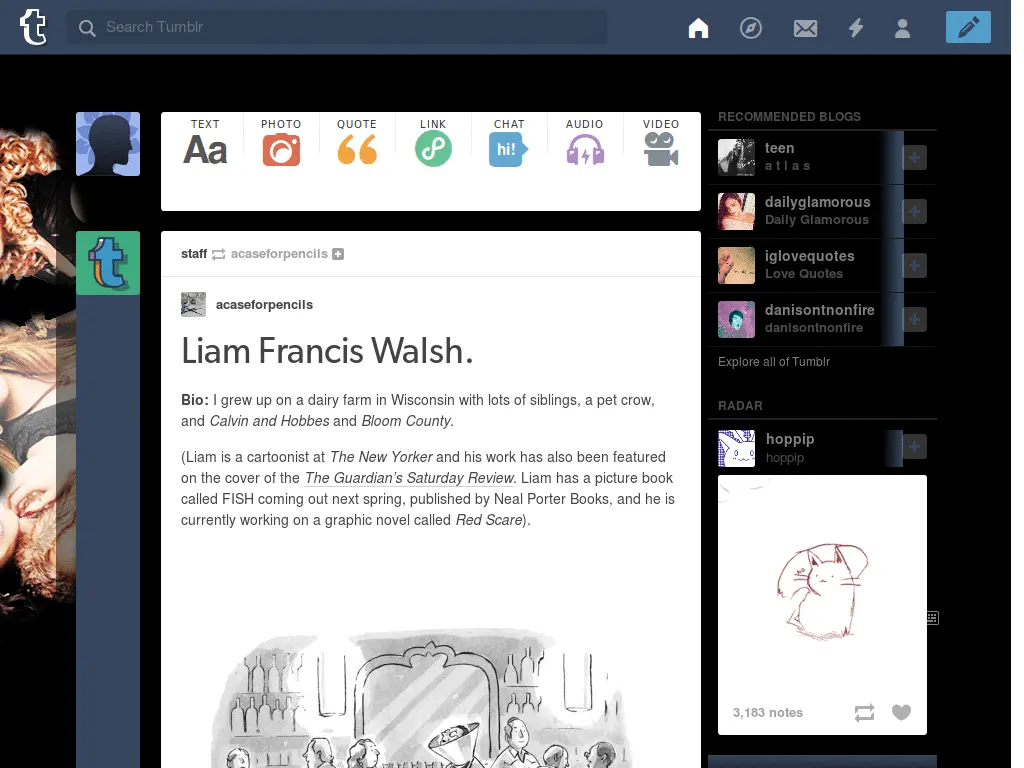 Search Tumblr
TEXT
PHOTO
QUOTE
LINK
CHAT
AUDIO
VIDEO
Aa
hi!
staff acaseforpencils
acaseforpencils
Liam Francis Walsh.
Bio: I grew up on a dairy farm in Wisconsin with lots of siblings, a pet crow,
and Calvin and Hobbes and Bloom County.
(Liam is a cartoonist at The New Yorker and his work has also been featured
on the cover of the The Guardian’s Saturday Review. Liam has a picture book
called FISH coming out next spring, published by Neal Porter Books, and he is
currently working on a graphic novel called Red Scare).
RECOMMENDED BLOGS
teen
a t l a s
dailyglamorous
Daily Glamorous
iglovequotes
Love Quotes
danisontnonfire
danisontnonfire
Explore all of Tumblr
RADAR
hoppip
hoppip
3,183 notes